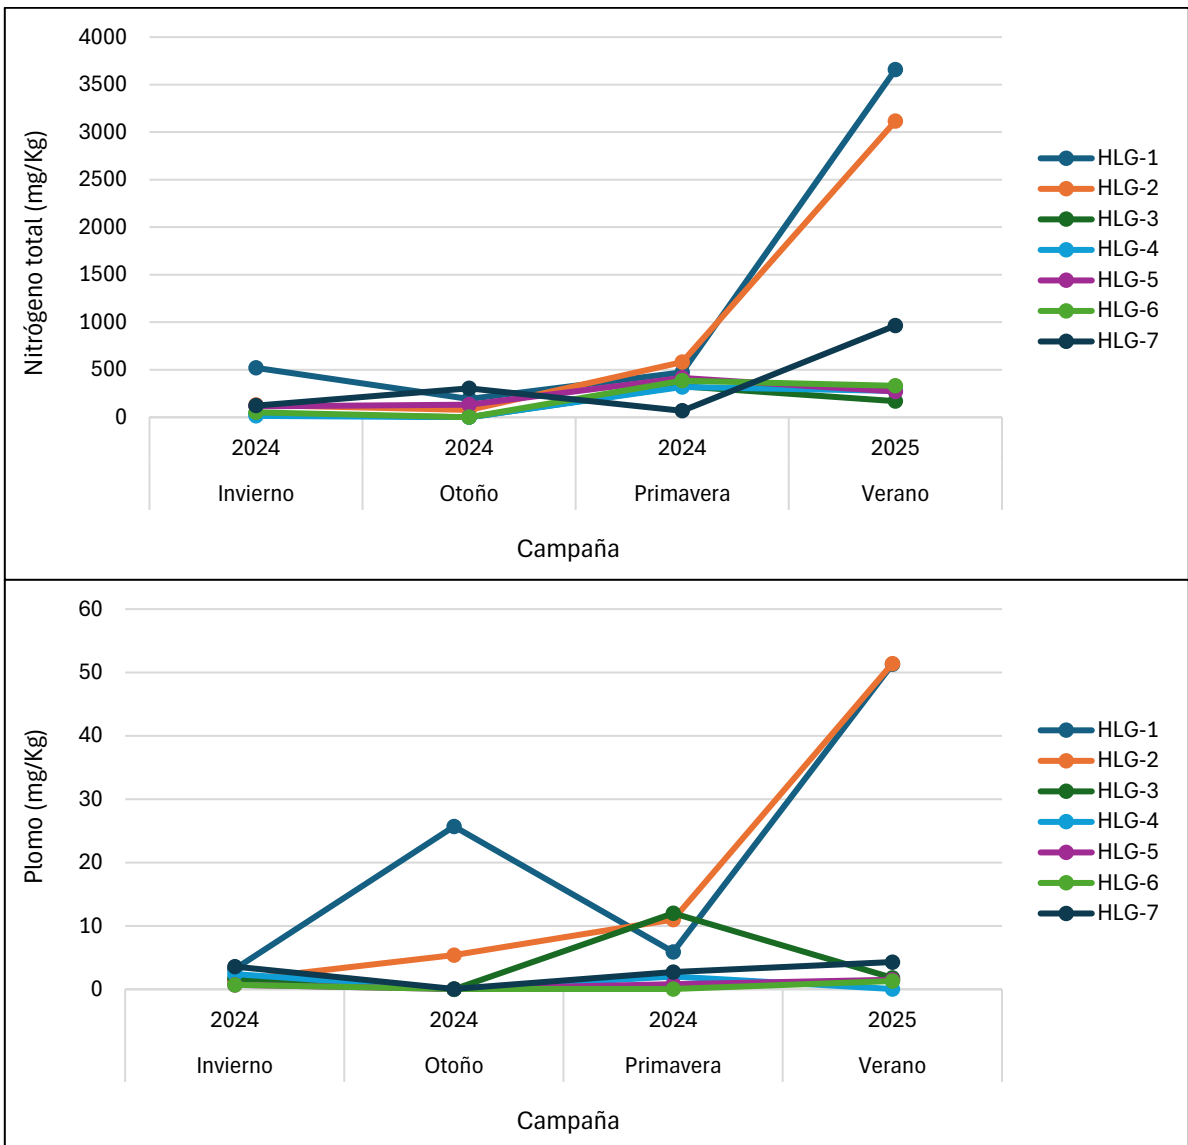 4000
3500
3000
2500
2000
1500
1000
500
0
Nitrógeno total (mg/Kg)
2024 2024 2024 2025
Invierno Otoño Primavera Verano
Campaña
HLG-1
HLG-2
HLG-3
HLG-4
HLG-5
HLG-6
HLG-7
60
50
40
30
20
10
0
Plomo (mg/Kg)
2024 2024 2024 2025
Invierno Otoño Primavera Verano
Campaña
HLG-1
HLG-2
HLG-3
HLG-4
HLG-5
HLG-6
HLG-7